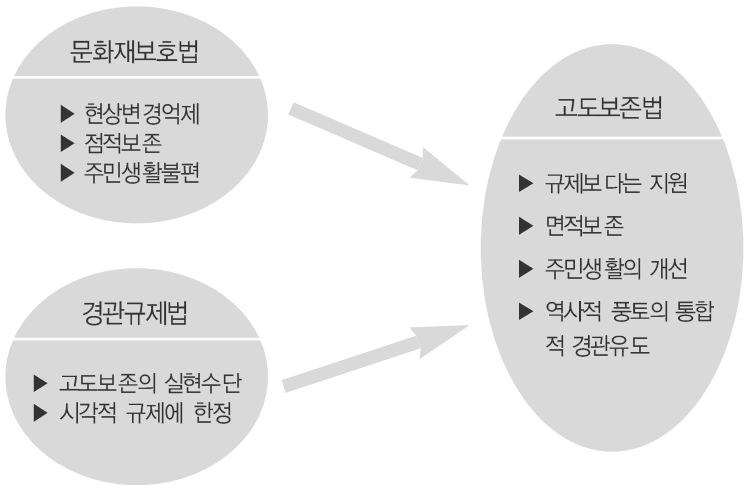 문화재보호법
▶ 현상변경억제
▶ 점적보존
▶ 주민생활불편
경관규제법
▶ 고도보존의 실현수단
▶ 시각적 규제에 한정
고도보존법
▶ 규제보다는 지원
▶ 면적보존
▶ 주민생활의 개선
▶ 역사적 풍토의 통합
적 경관유도